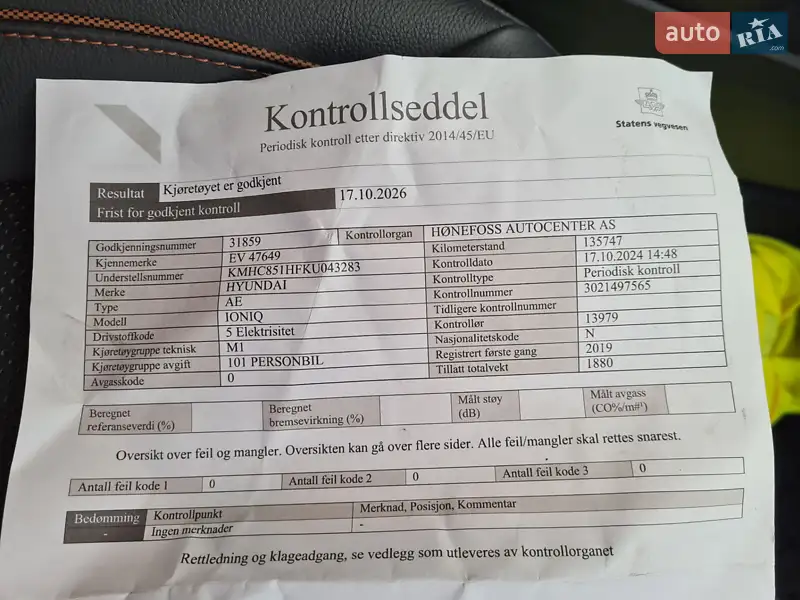 auto RIA .com
Kontrollseddel
Periodisk kontroll etter direktiv 2014/45/EU
Statens vegvesen
Resultat Kjøretøyet er godkjent
Frist for godkjent kontroll 17.10.2026
Kontrollorgan HØNEFOSS AUTOCENTER AS
Godkjenningsnummer 31859 Kilometerstand 135747
Kjennemerke EV 47649 Kontrolldato 17.10.2024 14:48
Understellsnummer KMHC851HFKU043283 Kontrolltype Periodisk kontroll
Merke HYUNDAI Kontrollnummer 3021497565
Type AE Tidligere kontrollnummer
Modell IONIQ Kontrollør 13979
Drivstoffkode 5 Elektrisitet Nasjonalitetskode N
Kjøretøygruppe teknisk M1 Registrert første gang 2019
Kjøretøygruppe avgift 101 PERSONBIL Tillatt totalvekt 1880
Avgasskode 0
Beregnet referanseverdi (%) Beregnet bremsevirkning (%) Målt støy (dB) Målt avgass (CO%/m#¹)
Oversikt over feil og mangler. Oversikten kan gå over flere sider. Alle feil/mangler skal rettes snarest.
Antall feil kode 1 0 Antall feil kode 2 0 Antall feil kode 3 0
Bedømming Kontrollpunkt Merknad, Posisjon, Kommentar
- Ingen merknader -
Rettledning og klageadgang, se vedlegg som utleveres av kontrollorganet